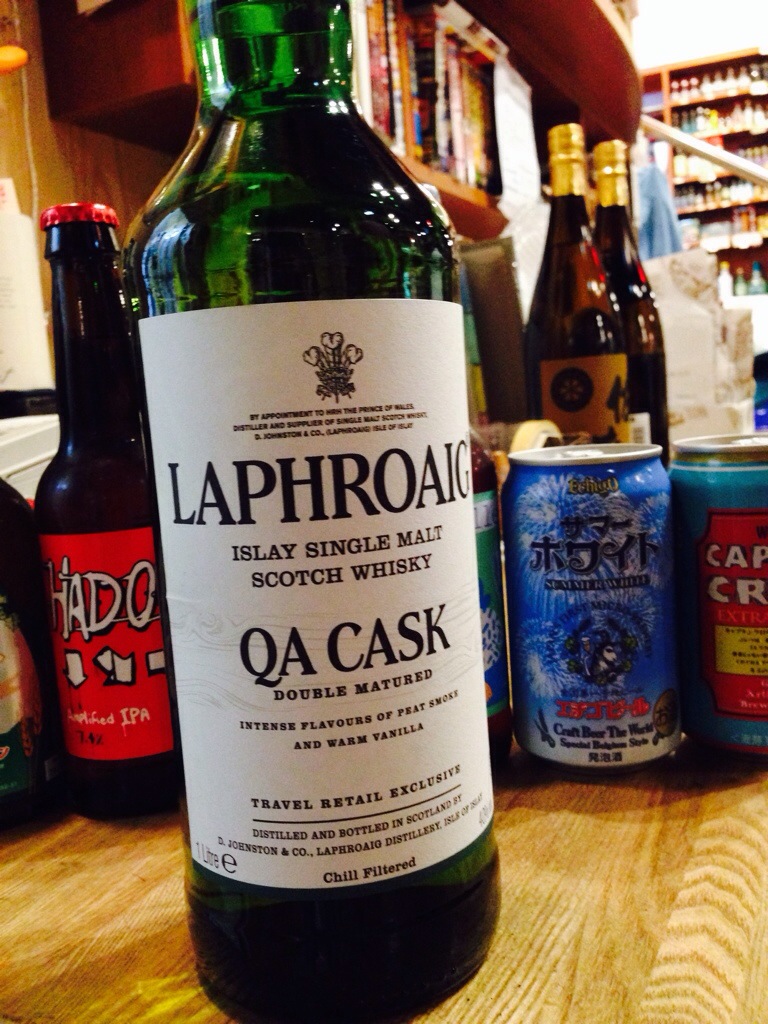 BY APPOINTMENT TO HRH THE PRINCE OF WALES,
DISTILLER AND SUPPLIER OF SINGLE MALT SCOTCH WHISKY,
D. JOHNSTON & CO., (LAPHROAIG) ISLE OF ISLAY
LAPHROAIG
ISLAY SINGLE MALT
SCOTCH WHISKY
QA CASK
DOUBLE MATURED
INTENSE FLAVOURS OF PEAT SMOKE
AND WARM VANILLA
TRAVEL RETAIL EXCLUSIVE
DISTILLED AND BOTTLED IN SCOTLAND BY
D. JOHNSTON & CO., LAPHROAIG DISTILLERY, ISLE OF ISLAY
1 Litre e
Chill Filtered
HADO
Amplified IPA
7.4%
Echigo
サマー
ホワイト
SUMMER WHITE
エチゴビール
Craft Beer The World
Special Belgium Style
発泡酒
CAP
CR
EXTRA